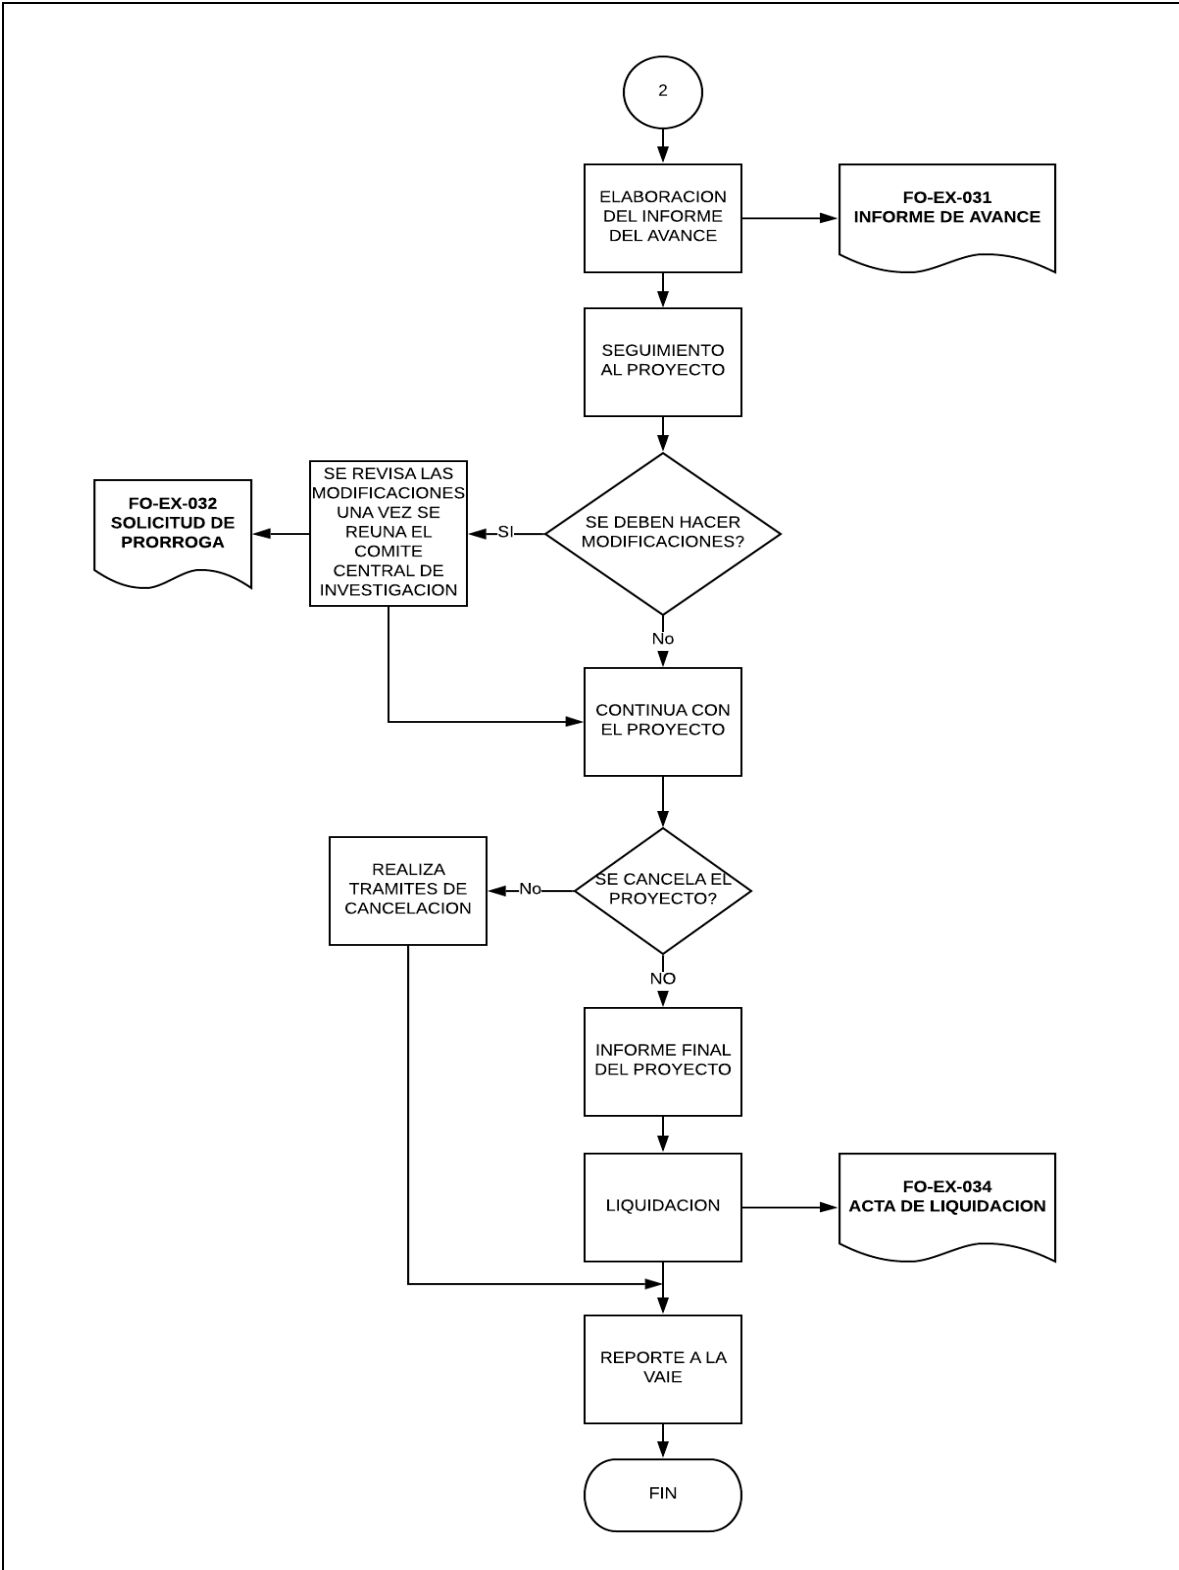 2
ELABORACION
DEL INFORME
DEL AVANCE
FO-EX-031
INFORME DE AVANCE
SEGUIMIENTO
AL PROYECTO
SE DEBEN HACER
MODIFICACIONES?
SI
SE REVISA LAS
MODIFICACIONES
UNA VEZ SE
REUNA EL
COMITE
CENTRAL DE
INVESTIGACION
FO-EX-032
SOLICITUD DE
PRORROGA
No
CONTINUA CON
EL PROYECTO
SE CANCELA EL
PROYECTO?
No
REALIZA
TRAMITES DE
CANCELACION
NO
INFORME FINAL
DEL PROYECTO
LIQUIDACION
FO-EX-034
ACTA DE LIQUIDACION
REPORTE A LA
VAIE
FIN